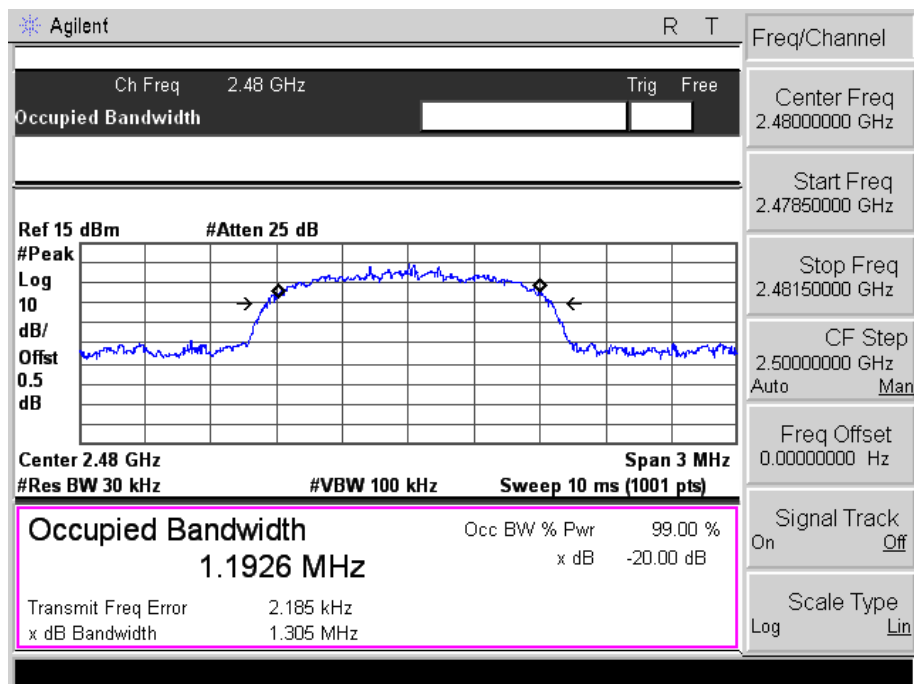 Agilent R T
Ch Freq 2.48 GHz Trig Free
Occupied Bandwidth
Ref 15 dBm #Atten 25 dB
#Peak
Log
10
dB/
Offst
0.5
dB
Center 2.48 GHz Span 3 MHz
#Res BW 30 kHz #VBW 100 kHz Sweep 10 ms (1001 pts)
Occupied Bandwidth
1.1926 MHz
Occ BW % Pwr 99.00 %
x dB -20.00 dB
Transmit Freq Error 2.185 kHz
x dB Bandwidth 1.305 MHz
Freq/Channel
Center Freq
2.48000000 GHz
Start Freq
2.47850000 GHz
Stop Freq
2.48150000 GHz
CF Step
2.50000000 GHz
Auto Man
Freq Offset
0.00000000 Hz
Signal Track
On Off
Scale Type
Log Lin